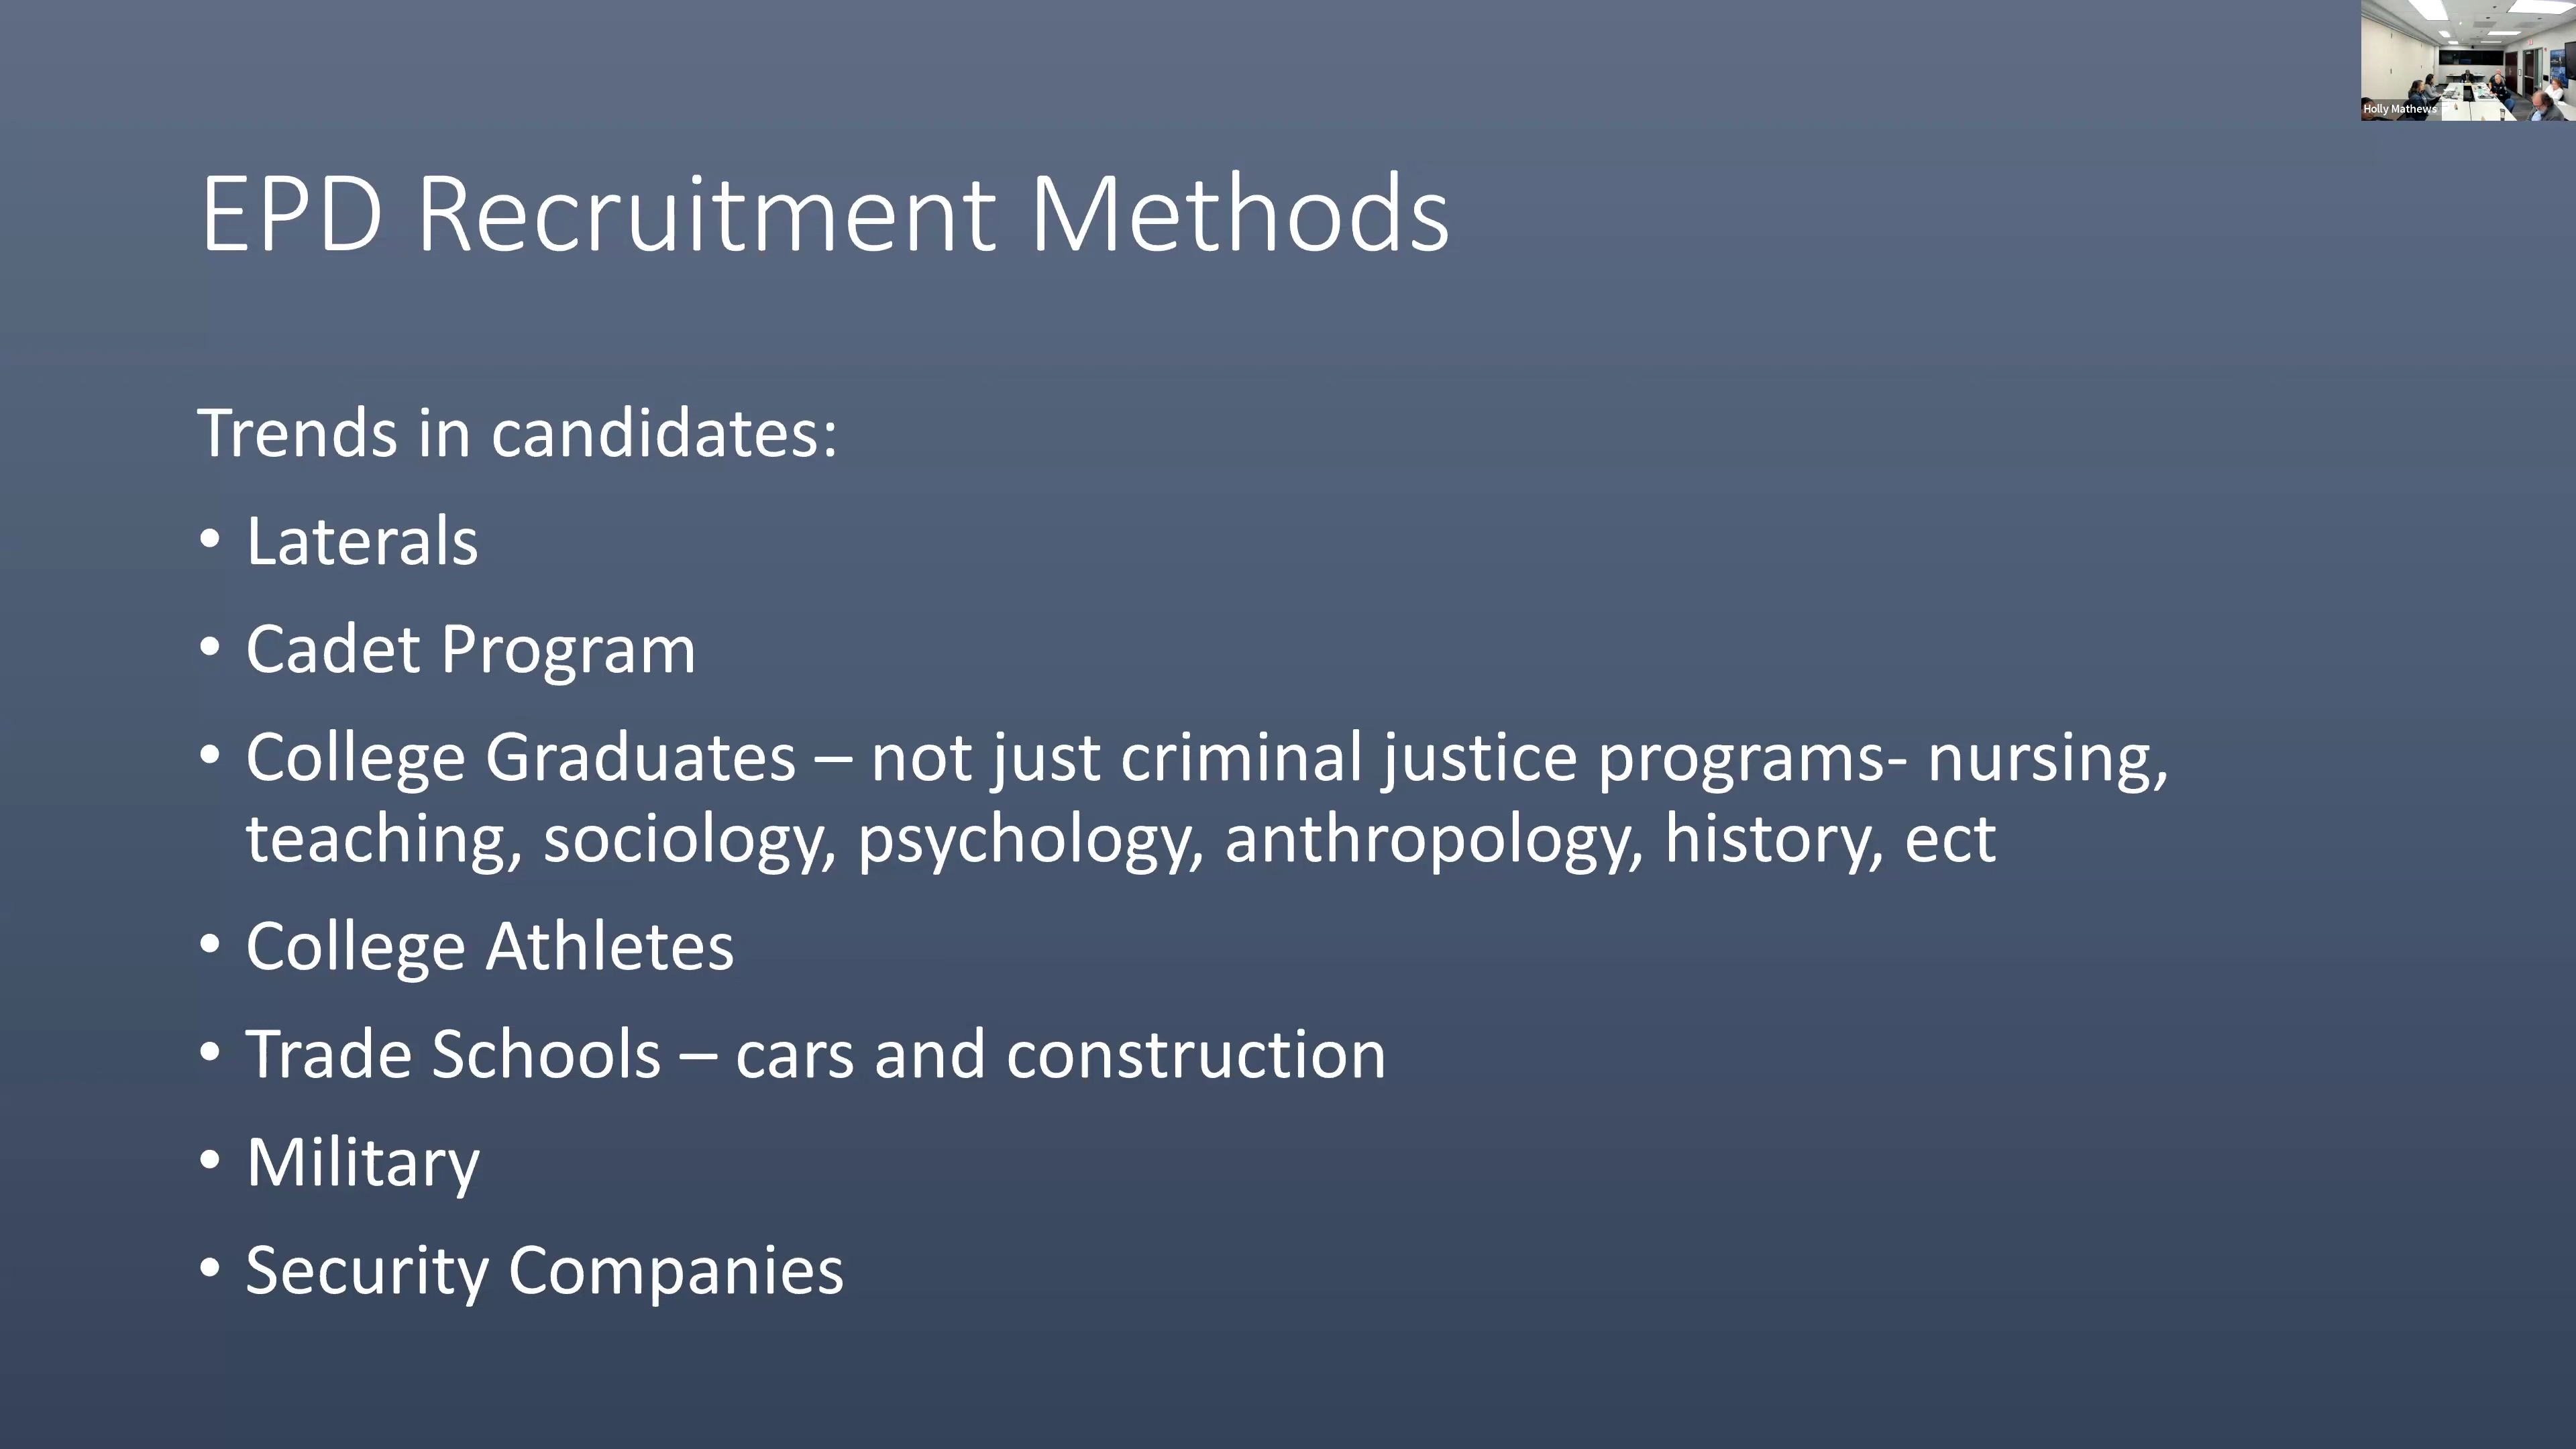 Holly Mathews
EPD Recruitment Methods
Trends in candidates:
• Laterals
• Cadet Program
• College Graduates – not just criminal justice programs- nursing,
teaching, sociology, psychology, anthropology, history, ect
• College Athletes
• Trade Schools – cars and construction
• Military
• Security Companies